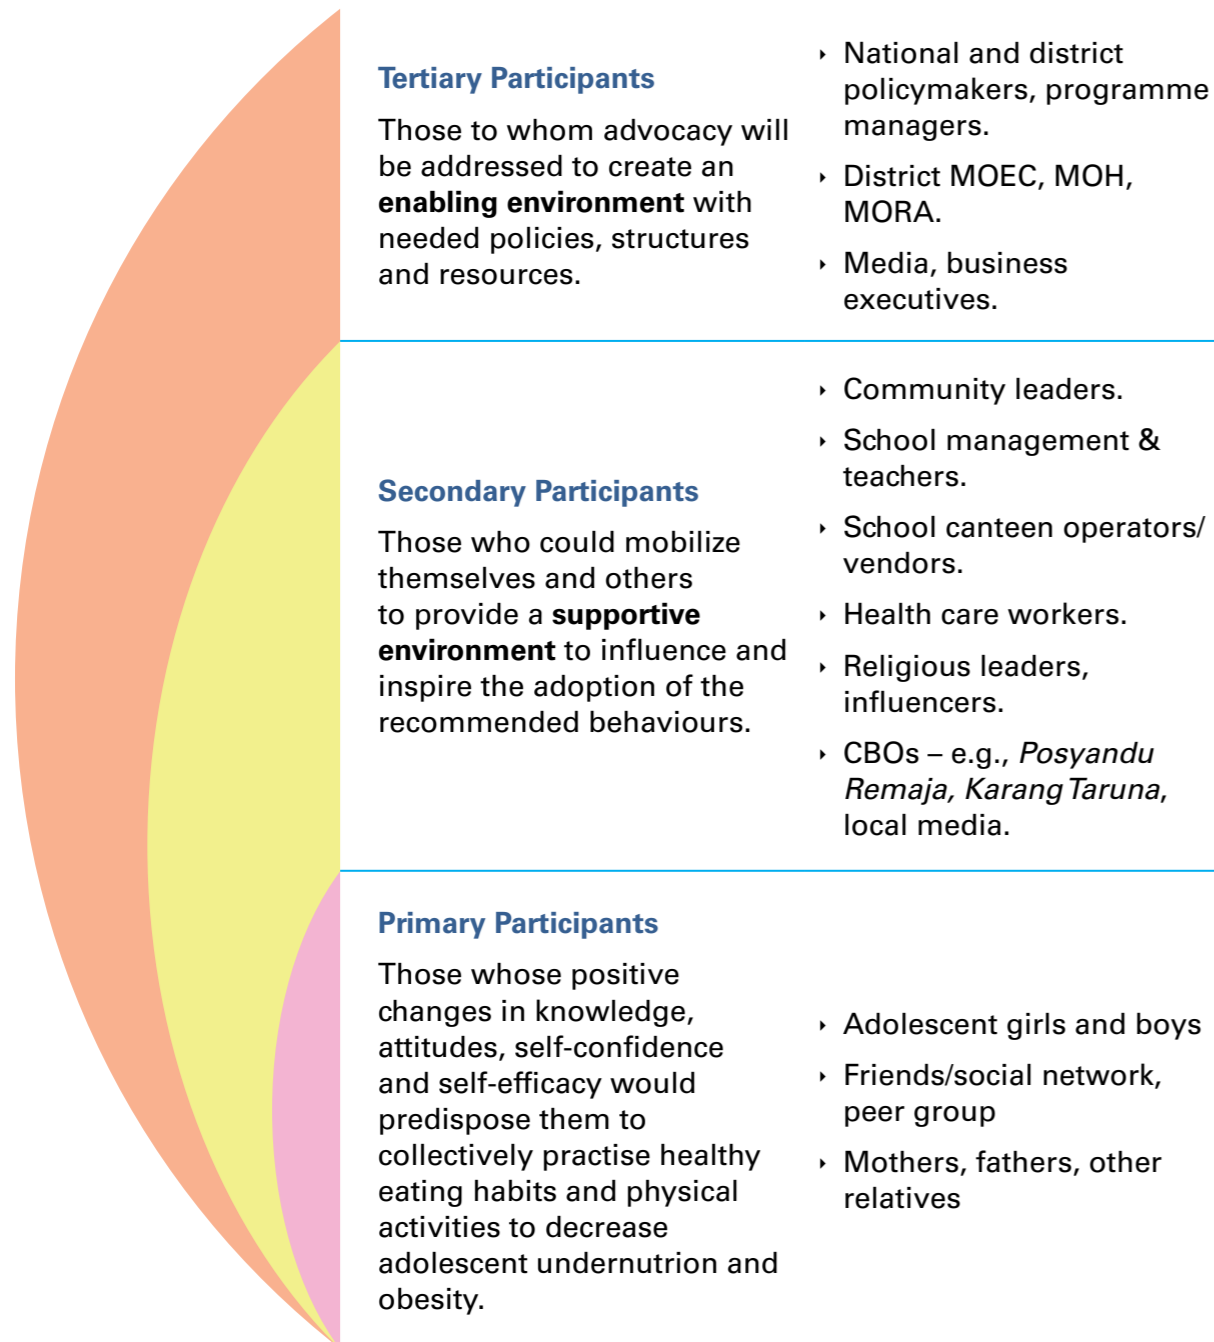 Tertiary Participants
Those to whom advocacy will
be addressed to create an
enabling environment with
needed policies, structures
and resources.
‣ National and district
policymakers, programme
managers.
‣ District MOEC, MOH,
MORA.
‣ Media, business
executives.
Secondary Participants
Those who could mobilize
themselves and others
to provide a supportive
environment to influence and
inspire the adoption of the
recommended behaviours.
‣ Community leaders.
‣ School management &
teachers.
‣ School canteen operators/
vendors.
‣ Health care workers.
‣ Religious leaders,
influencers.
‣ CBOs – e.g., Posyandu
Remaja, Karang Taruna,
local media.
Primary Participants
Those whose positive
changes in knowledge,
attitudes, self-confidence
and self-efficacy would
predispose them to
collectively practise healthy
eating habits and physical
activities to decrease
adolescent undernutrion and
obesity.
‣ Adolescent girls and boys
‣ Friends/social network,
peer group
‣ Mothers, fathers, other
relatives